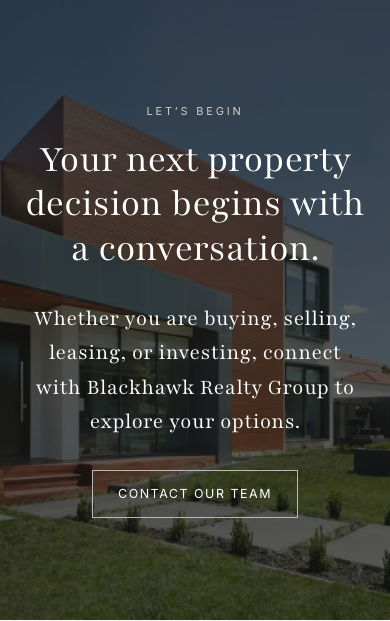 LET’S BEGIN
Your next property
decision begins with
a conversation.
Whether you are buying, selling,
leasing, or investing, connect
with Blackhawk Realty Group to
explore your options.
CONTACT OUR TEAM